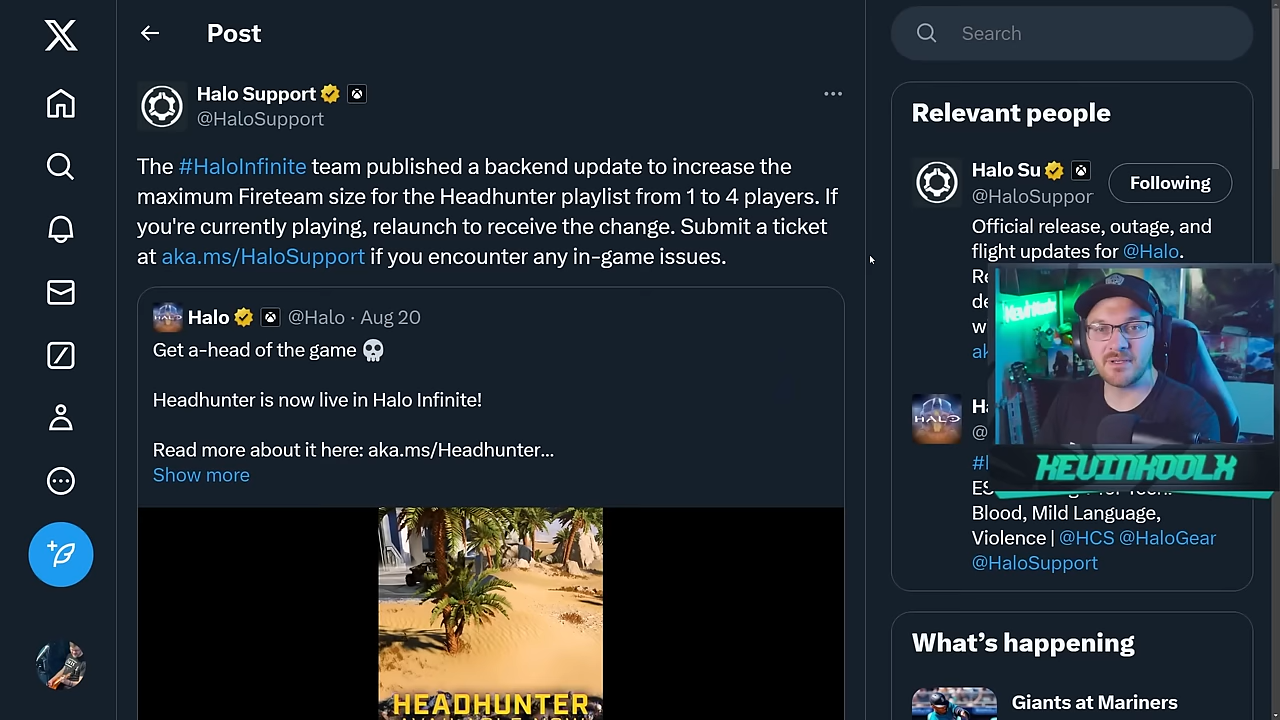 Post
Search
Halo Support
@HaloSupport
The #HaloInfinite team published a backend update to increase the
maximum Fireteam size for the Headhunter playlist from 1 to 4 players. If
you're currently playing, relaunch to receive the change. Submit a ticket
at aka.ms/HaloSupport if you encounter any in-game issues.
Halo @Halo · Aug 20
Get a-head of the game
Headhunter is now live in Halo Infinite!
Read more about it here: aka.ms/Headhunter...
Show more
HEADHUNTER
Relevant people
Halo Su
@HaloSuppor
Following
Official release, outage, and
flight updates for @Halo.
KEVINKOOLX
Blood, Mild Language,
Violence | @HCS @HaloGear
@HaloSupport
What's happening
Giants at Mariners